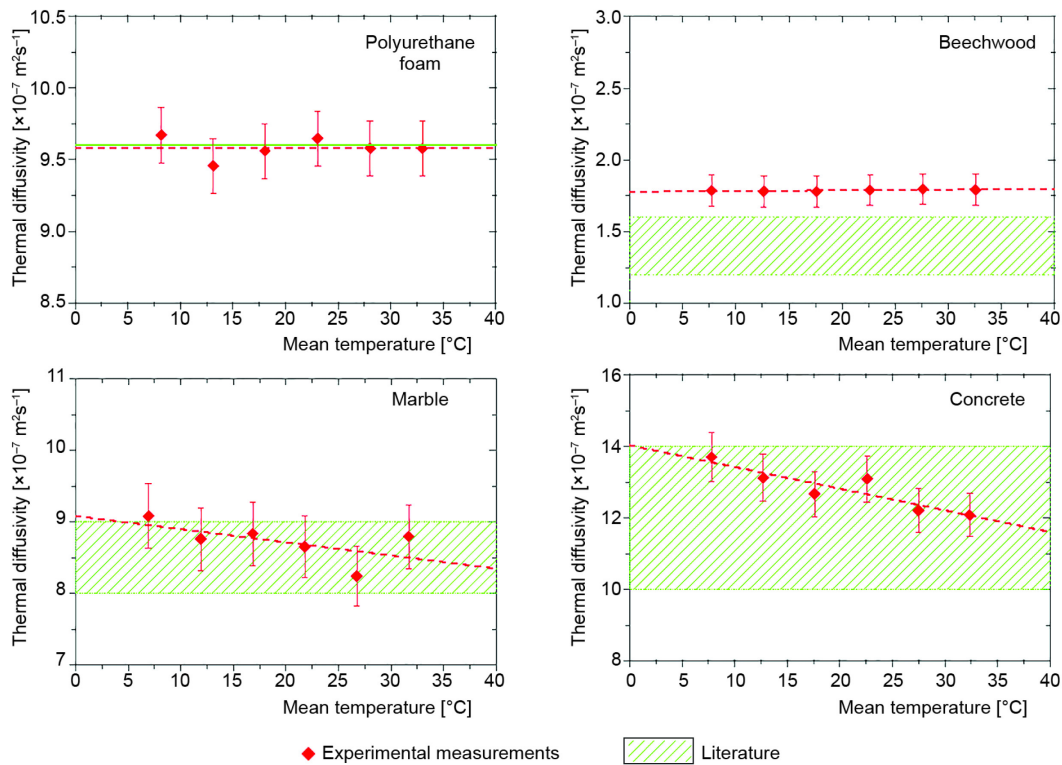 Polyurethane
foam
Thermal diffusivity [×10⁻⁷ m²s⁻¹]
10.5
10.0
9.5
9.0
8.5
0 5 10 15 20 25 30 35 40
Mean temperature [°C]
Beechwood
Thermal diffusivity [×10⁻⁷ m²s⁻¹]
3.0
2.5
2.0
1.5
1.0
0 5 10 15 20 25 30 35 40
Mean temperature [°C]
Marble
Thermal diffusivity [×10⁻⁷ m²s⁻¹]
11
10
9
8
7
0 5 10 15 20 25 30 35 40
Mean temperature [°C]
Concrete
Thermal diffusivity [×10⁻⁷ m²s⁻¹]
16
14
12
10
8
0 5 10 15 20 25 30 35 40
Mean temperature [°C]
Experimental measurements
Literature